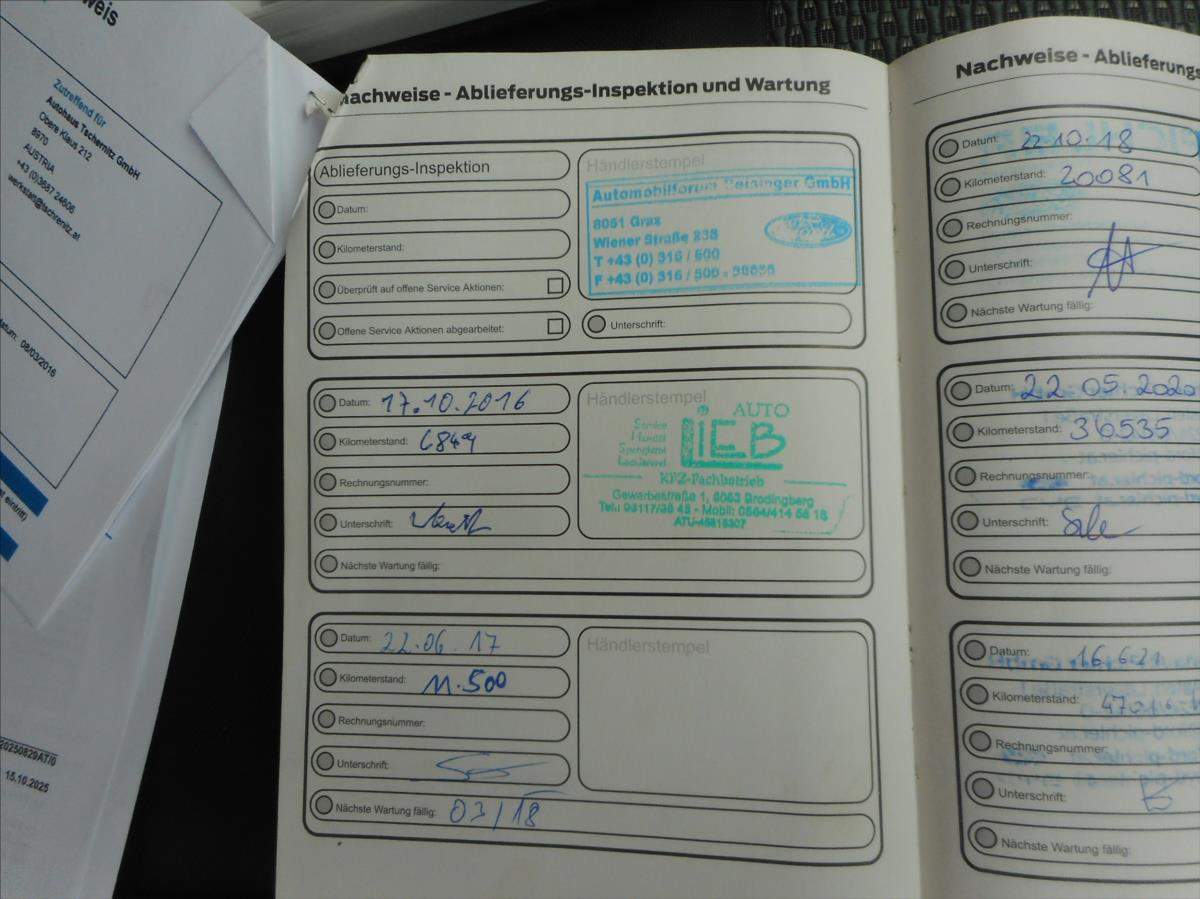 Zutreffend für
Autohaus Tschernitz GmbH
Obere Klaus 212
8970
AUSTRIA
+43 (0)3687 24606
08/03/2016
15.10.2025
Nachweise - Ablieferungs-Inspektion und Wartung
Ablieferungs-Inspektion
Datum:
Kilometerstand:
Überprüft auf offene Service Aktionen:
Offene Service Aktionen abgearbeitet:
Händlerstempel
Automobilforum GmbH
8051 Graz
Wiener Straße 238
T +43 (0) 316 / 500
F +43 (0) 316 / 500 -
Unterschrift:
Datum: 17.10.2016
Kilometerstand: 6849
Rechnungsnummer:
Unterschrift:
Nächste Wartung fällig:
Händlerstempel
AUTO
LIEB
KFZ-Fachbetrieb
Gewerbestraße 1, 8063 Brodingberg
Datum: 22.06.17
Kilometerstand: 11.500
Rechnungsnummer:
Unterschrift:
Nächste Wartung fällig: 03/18
Händlerstempel
Nachweise - Ablieferungs
Datum: 22.10.18
Kilometerstand: 20081
Rechnungsnummer:
Unterschrift:
Nächste Wartung fällig:
Datum: 22.05.2020
Kilometerstand: 36535
Rechnungsnummer:
Unterschrift:
Nächste Wartung fällig:
Datum: 16.6.21
Kilometerstand:
Rechnungsnummer:
Unterschrift:
Nächste Wartung fällig: